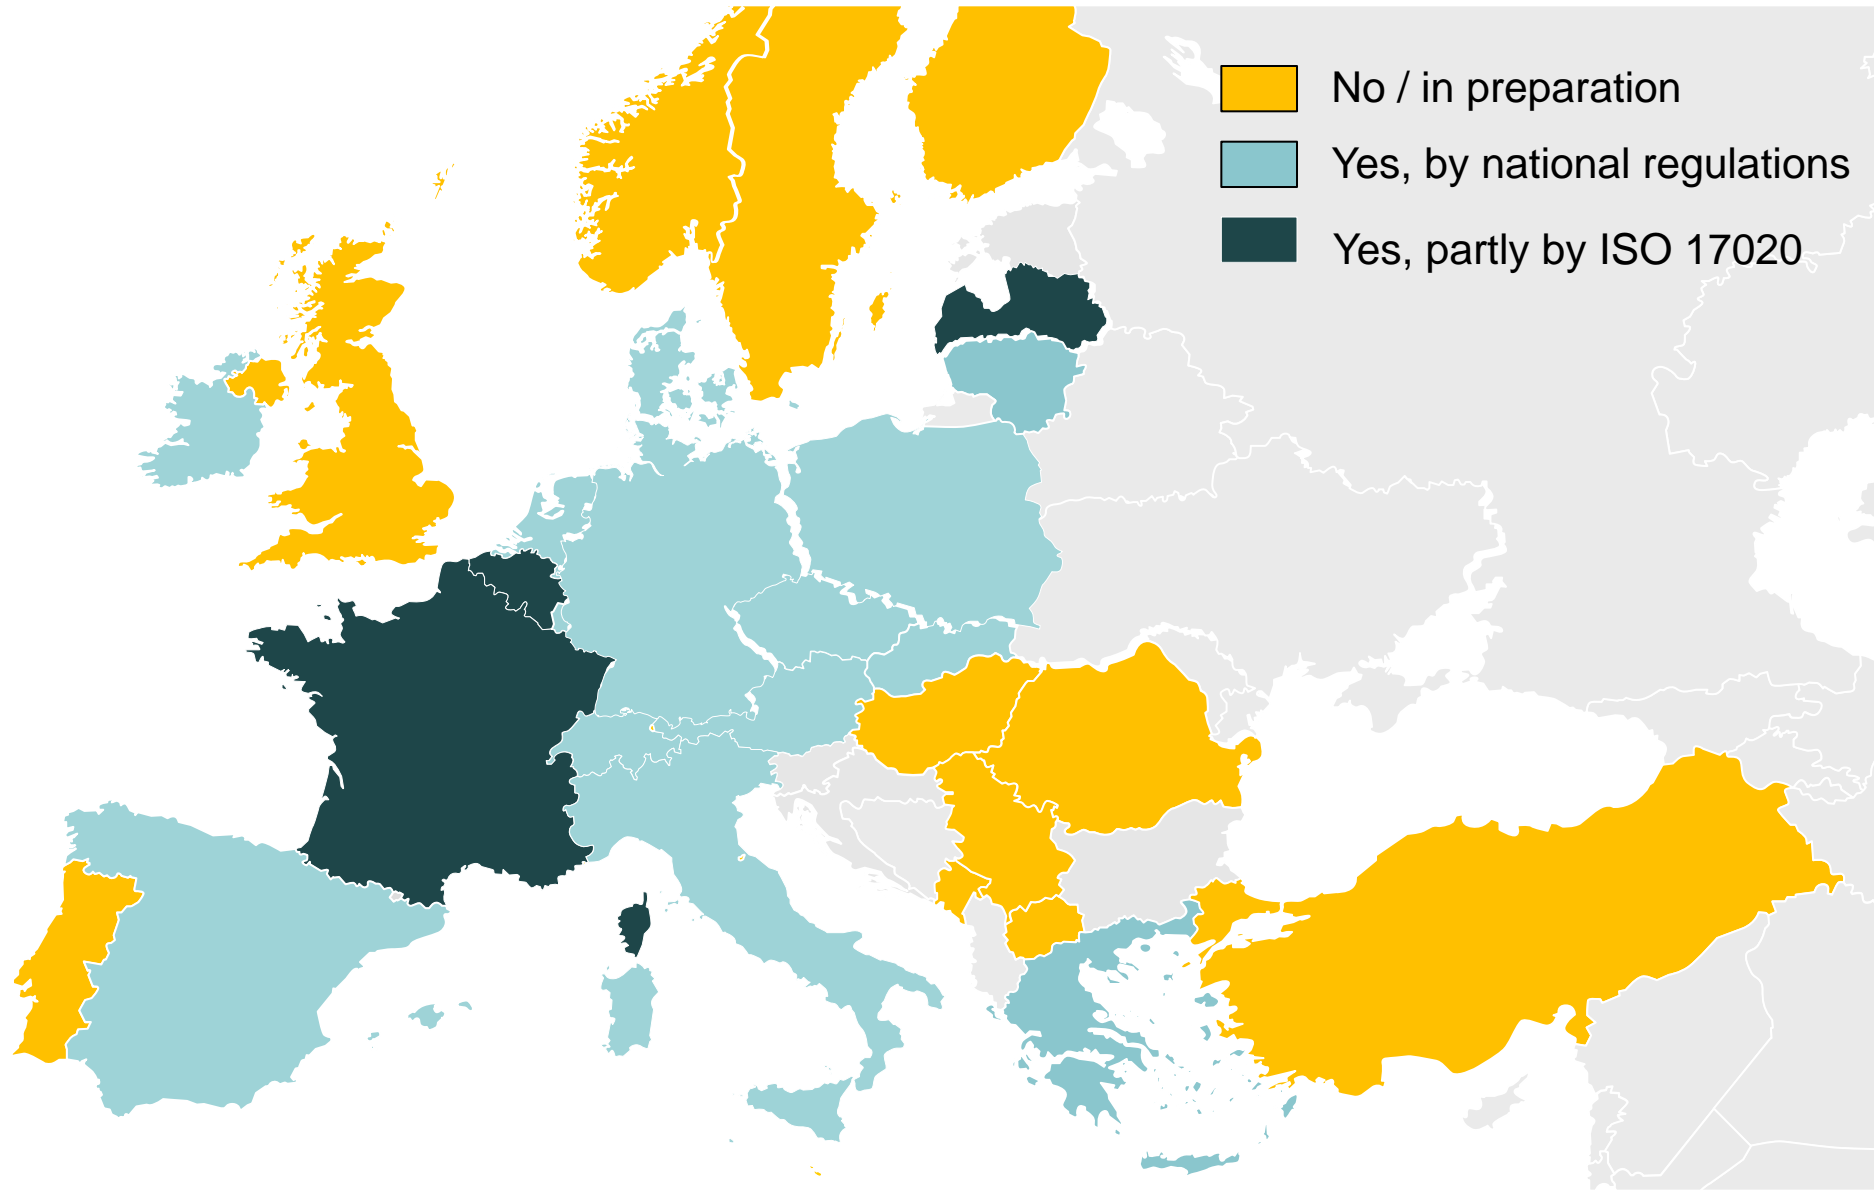 No / in preparation
Yes, by national regulations
Yes, partly by ISO 17020